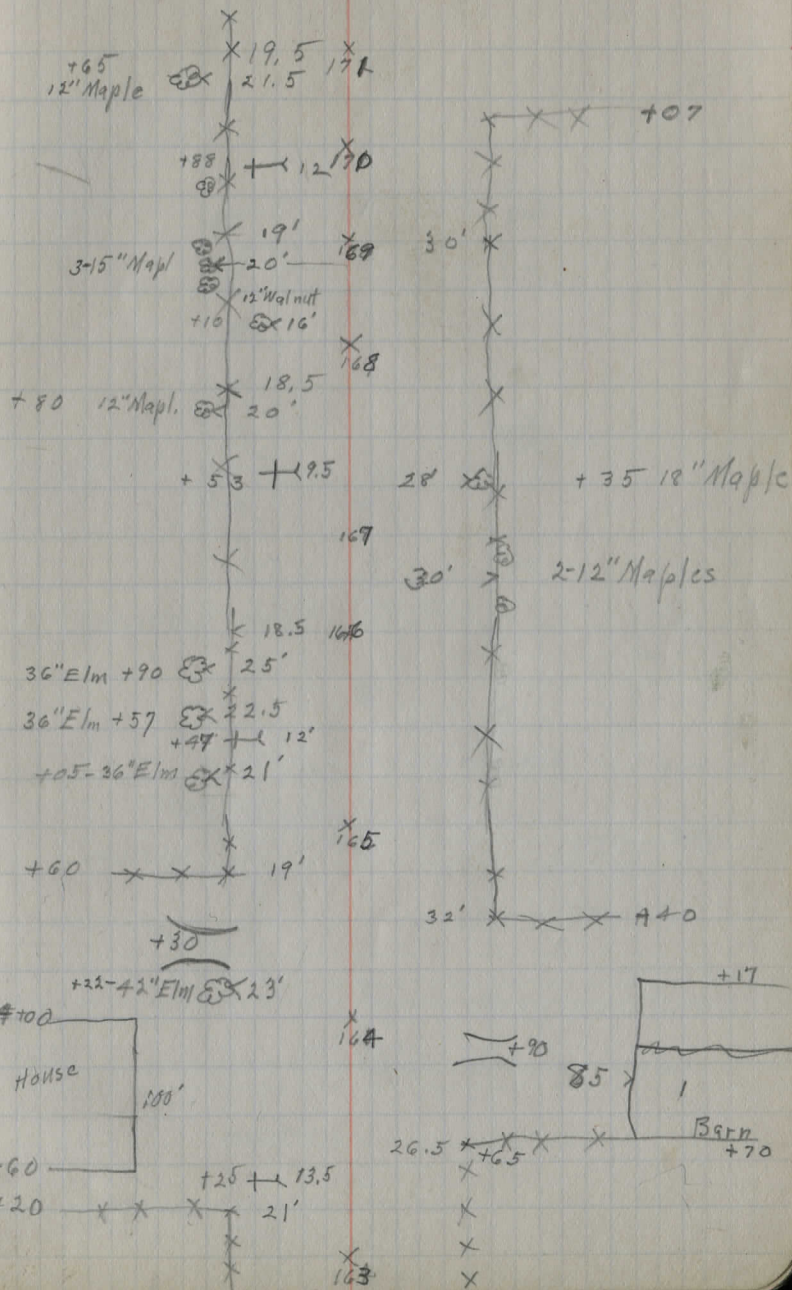 19,5 171
+65 21.5
12" Maple
+07
+88 12 170
19' 169 30'
3-15" Mapl 20'
12" Walnut
+10 16'
168
18,5
+80 12" Mapl. 20'
+53 9.5 28' +35 18" Maple
167
30' 2-12" Maples
18.5 166
36" Elm +90 25'
36" Elm +57 22.5
+47 12'
+05-36" Elm 21'
165
+60 19'
32' A40
+30
+22-42" Elm 23' +17
+00 164
+90
House 85 1
100'
Barn
26.5 +65 +70
60 +25 13.5
20 21'
163